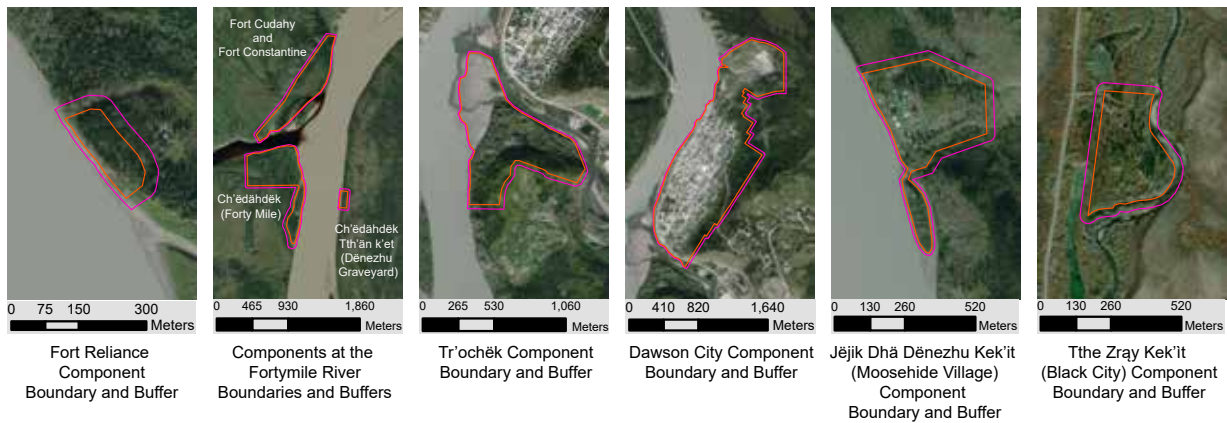 Fort Cudahy
and
Fort Constantine
Ch'ëdähdëk
(Forty Mile)
Ch'ëdähdëk
Tth'än k'et
(Dënezhu
Graveyard)
0 75 150 300
Meters
0 465 930 1,860
Meters
0 265 530 1,060
Meters
0 410 820 1,640
Meters
0 130 260 520
Meters
0 130 260 520
Meters
Fort Reliance
Component
Boundary and Buffer
Components at the
Fortymile River
Boundaries and Buffers
Tr'ochëk Component
Boundary and Buffer
Dawson City Component
Boundary and Buffer
Jëjik Dhä Dënezhu Kek'it
(Moosehide Village)
Component
Boundary and Buffer
Tthe Zrąy Kek'ìt
(Black City) Component
Boundary and Buffer